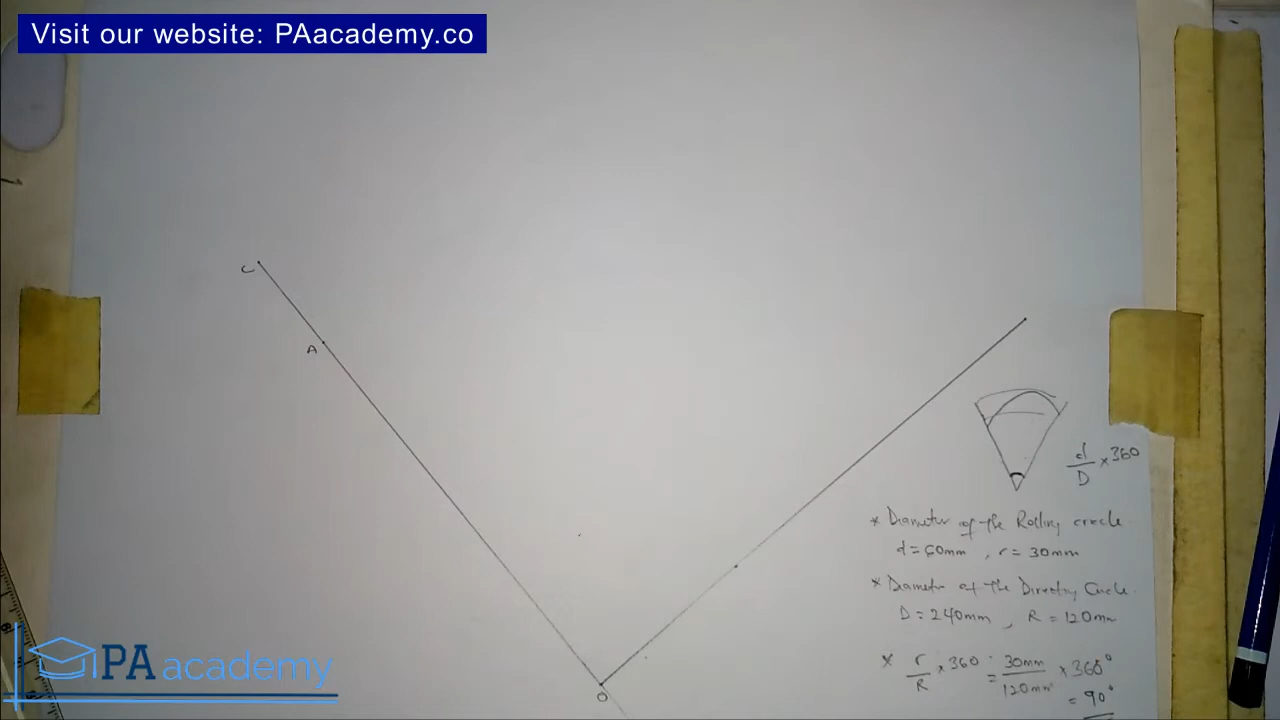 Visit our website: PAacademy.co
C
A
d/D × 360
* Diameter of the Rolling circle
d = 60mm , r = 30mm
* Diameter of The Directing Circle
D = 240mm , R = 120mm
* r/R × 360 = 30mm/120mm × 360°
= 90°
O
PA academy